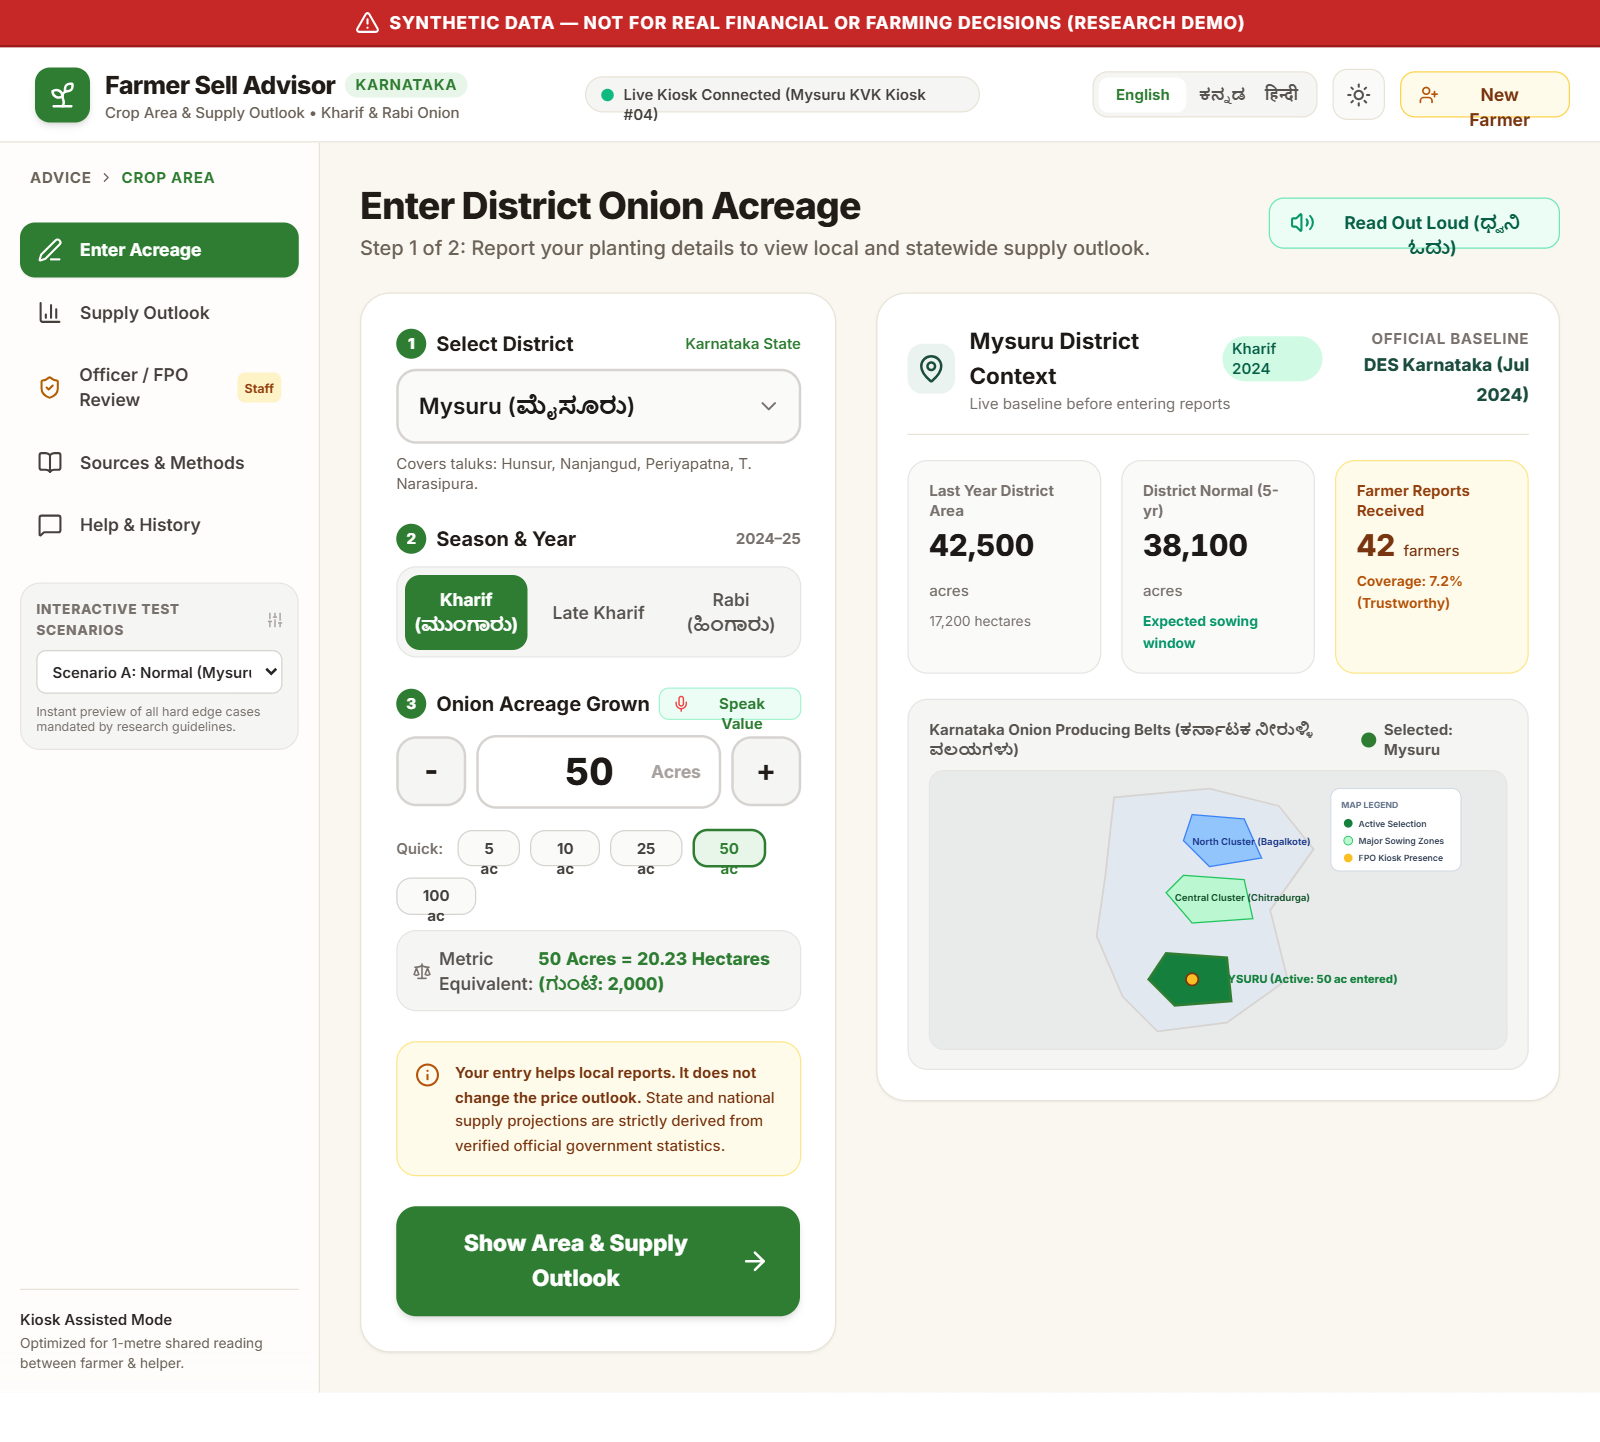 SYNTHETIC DATA — NOT FOR REAL FINANCIAL OR FARMING DECISIONS (RESEARCH DEMO)
Farmer Sell Advisor KARNATAKA
Crop Area & Supply Outlook • Kharif & Rabi Onion
Live Kiosk Connected (Mysuru KVK Kiosk
#04)
English ಕನ್ನಡ हिन्दी
New
Farmer
ADVICE > CROP AREA
Enter Acreage
Supply Outlook
Officer / FPO
Review
Staff
Sources & Methods
Help & History
INTERACTIVE TEST
SCENARIOS
Scenario A: Normal (Mysuru
Instant preview of all hard edge cases
mandated by research guidelines.
Kiosk Assisted Mode
Optimized for 1-metre shared reading
between farmer & helper.
Enter District Onion Acreage
Step 1 of 2: Report your planting details to view local and statewide supply outlook.
Read Out Loud (ಧ್ವನಿ
ಓದು)
1 Select District Karnataka State
Mysuru (ಮೈಸೂರು)
Covers taluks: Hunsur, Nanjangud, Periyapatna, T.
Narasipura.
2 Season & Year 2024–25
Kharif
(ಮುಂಗಾರು)
Late Kharif
Rabi
(ಹಿಂಗಾರು)
3 Onion Acreage Grown
Speak
Value
- 50 Acres +
Quick:
5
ac
10
ac
25
ac
50
ac
100
ac
Metric
Equivalent:
50 Acres = 20.23 Hectares
(ಗುಂಟೆ: 2,000)
Your entry helps local reports. It does not
change the price outlook. State and national
supply projections are strictly derived from
verified official government statistics.
Show Area & Supply
Outlook
Mysuru District
Context
Kharif
2024
Live baseline before entering reports
OFFICIAL BASELINE
DES Karnataka (Jul
2024)
Last Year District
Area
42,500
acres
17,200 hectares
District Normal (5-
yr)
38,100
acres
Expected sowing
window
Farmer Reports
Received
42 farmers
Coverage: 7.2%
(Trustworthy)
Karnataka Onion Producing Belts (ಕರ್ನಾಟಕ ನೀರುಳ್ಳಿ
ವಲಯಗಳು)
Selected:
Mysuru
North Cluster (Bagalkote)
Central Cluster (Chitradurga)
YSURU (Active: 50 ac entered)
MAP LEGEND
Active Selection
Major Sowing Zones
FPO Kiosk Presence